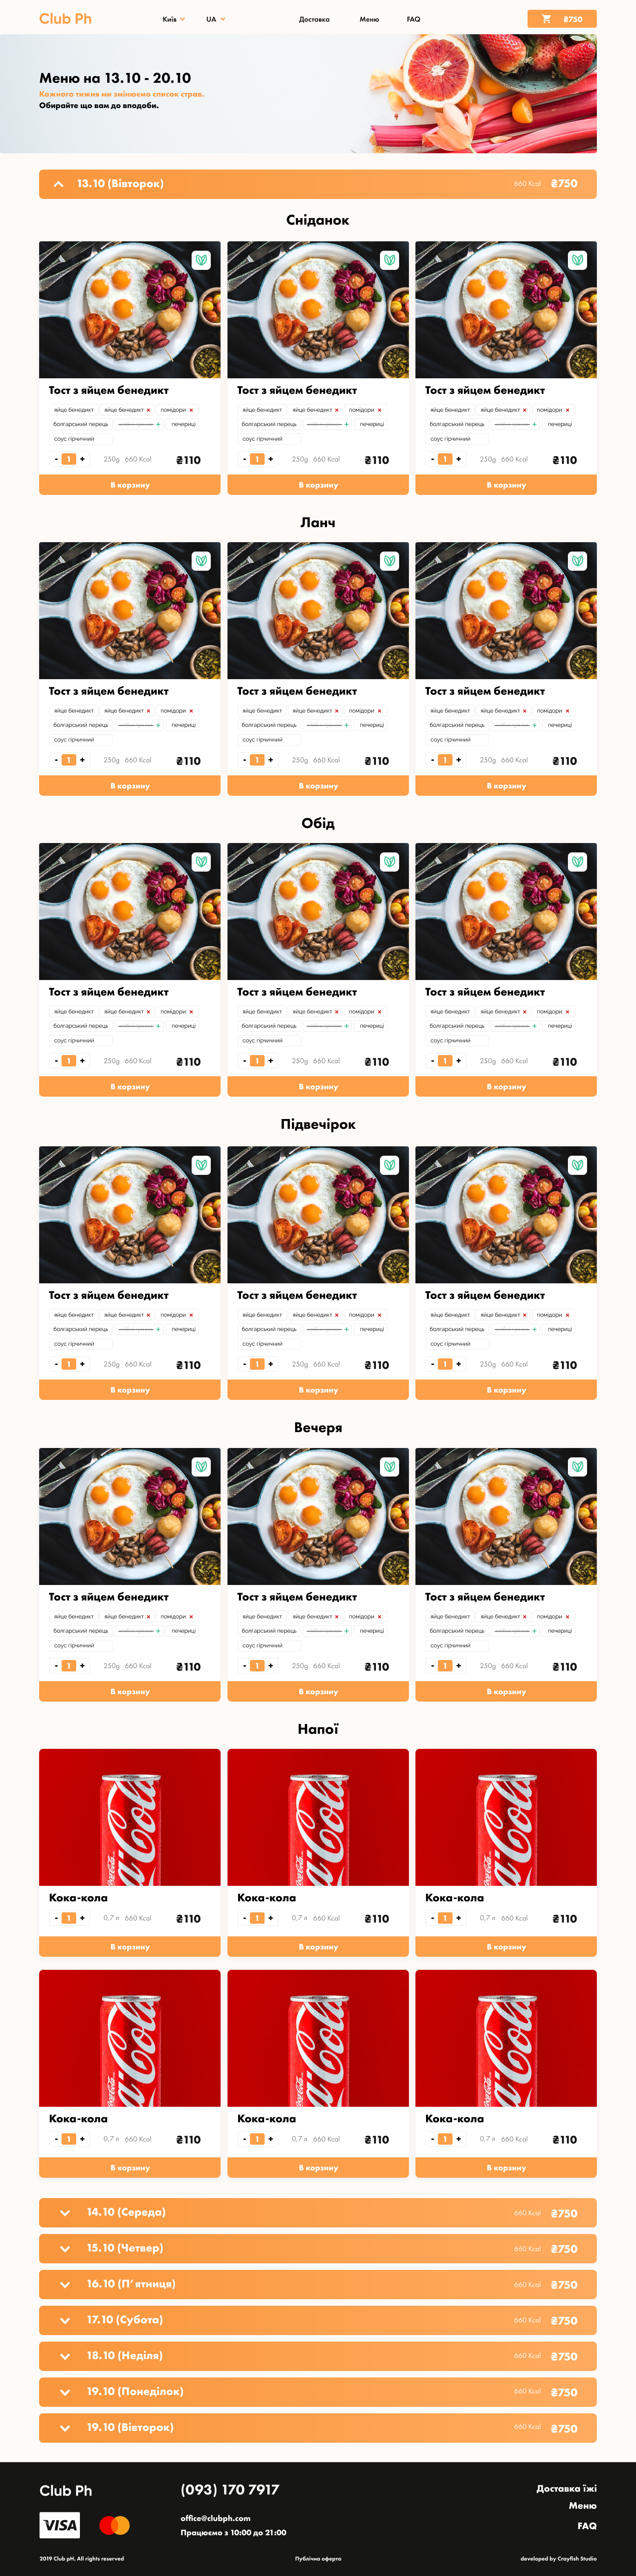 Club Ph
Київ
UA
Доставка
Меню
FAQ
₴750
Меню на 13.10 - 20.10
Кожного тижня ми змінюємо список страв.
Обирайте що вам до вподоби.
13.10 (Вівторок) 660 Kcal ₴750
Сніданок
Тост з яйцем бенедикт
яйце бенедикт яйце бенедикт × помідори ×
болгарський перець + печериці
соус гірчичний
- 1 + 250g 660 Kcal ₴110
В корзину
Тост з яйцем бенедикт
яйце бенедикт яйце бенедикт × помідори ×
болгарський перець + печериці
соус гірчичний
- 1 + 250g 660 Kcal ₴110
В корзину
Тост з яйцем бенедикт
яйце бенедикт яйце бенедикт × помідори ×
болгарський перець + печериці
соус гірчичний
- 1 + 250g 660 Kcal ₴110
В корзину
Ланч
Тост з яйцем бенедикт
яйце бенедикт яйце бенедикт × помідори ×
болгарський перець + печериці
соус гірчичний
- 1 + 250g 660 Kcal ₴110
В корзину
Тост з яйцем бенедикт
яйце бенедикт яйце бенедикт × помідори ×
болгарський перець + печериці
соус гірчичний
- 1 + 250g 660 Kcal ₴110
В корзину
Тост з яйцем бенедикт
яйце бенедикт яйце бенедикт × помідори ×
болгарський перець + печериці
соус гірчичний
- 1 + 250g 660 Kcal ₴110
В корзину
Обід
Тост з яйцем бенедикт
яйце бенедикт яйце бенедикт × помідори ×
болгарський перець + печериці
соус гірчичний
- 1 + 250g 660 Kcal ₴110
В корзину
Тост з яйцем бенедикт
яйце бенедикт яйце бенедикт × помідори ×
болгарський перець + печериці
соус гірчичний
- 1 + 250g 660 Kcal ₴110
В корзину
Тост з яйцем бенедикт
яйце бенедикт яйце бенедикт × помідори ×
болгарський перець + печериці
соус гірчичний
- 1 + 250g 660 Kcal ₴110
В корзину
Підвечірок
Тост з яйцем бенедикт
яйце бенедикт яйце бенедикт × помідори ×
болгарський перець + печериці
соус гірчичний
- 1 + 250g 660 Kcal ₴110
В корзину
Тост з яйцем бенедикт
яйце бенедикт яйце бенедикт × помідори ×
болгарський перець + печериці
соус гірчичний
- 1 + 250g 660 Kcal ₴110
В корзину
Тост з яйцем бенедикт
яйце бенедикт яйце бенедикт × помідори ×
болгарський перець + печериці
соус гірчичний
- 1 + 250g 660 Kcal ₴110
В корзину
Вечеря
Тост з яйцем бенедикт
яйце бенедикт яйце бенедикт × помідори ×
болгарський перець + печериці
соус гірчичний
- 1 + 250g 660 Kcal ₴110
В корзину
Тост з яйцем бенедикт
яйце бенедикт яйце бенедикт × помідори ×
болгарський перець + печериці
соус гірчичний
- 1 + 250g 660 Kcal ₴110
В корзину
Тост з яйцем бенедикт
яйце бенедикт яйце бенедикт × помідори ×
болгарський перець + печериці
соус гірчичний
- 1 + 250g 660 Kcal ₴110
В корзину
Напої
Кока-кола
- 1 + 0,7 л 660 Kcal ₴110
В корзину
Кока-кола
- 1 + 0,7 л 660 Kcal ₴110
В корзину
Кока-кола
- 1 + 0,7 л 660 Kcal ₴110
В корзину
Кока-кола
- 1 + 0,7 л 660 Kcal ₴110
В корзину
Кока-кола
- 1 + 0,7 л 660 Kcal ₴110
В корзину
Кока-кола
- 1 + 0,7 л 660 Kcal ₴110
В корзину
14.10 (Середа) 660 Kcal ₴750
15.10 (Четвер) 660 Kcal ₴750
16.10 (П’ятниця) 660 Kcal ₴750
17.10 (Субота) 660 Kcal ₴750
18.10 (Неділя) 660 Kcal ₴750
19.10 (Понеділок) 660 Kcal ₴750
19.10 (Вівторок) 660 Kcal ₴750
Club Ph
VISA
(093) 170 7917
office@clubph.com
Працюємо з 10:00 до 21:00
Доставка їжі
Меню
FAQ
2019 Club pH. All rights reserved
Публічна оферта
developed by Crayfish Studio